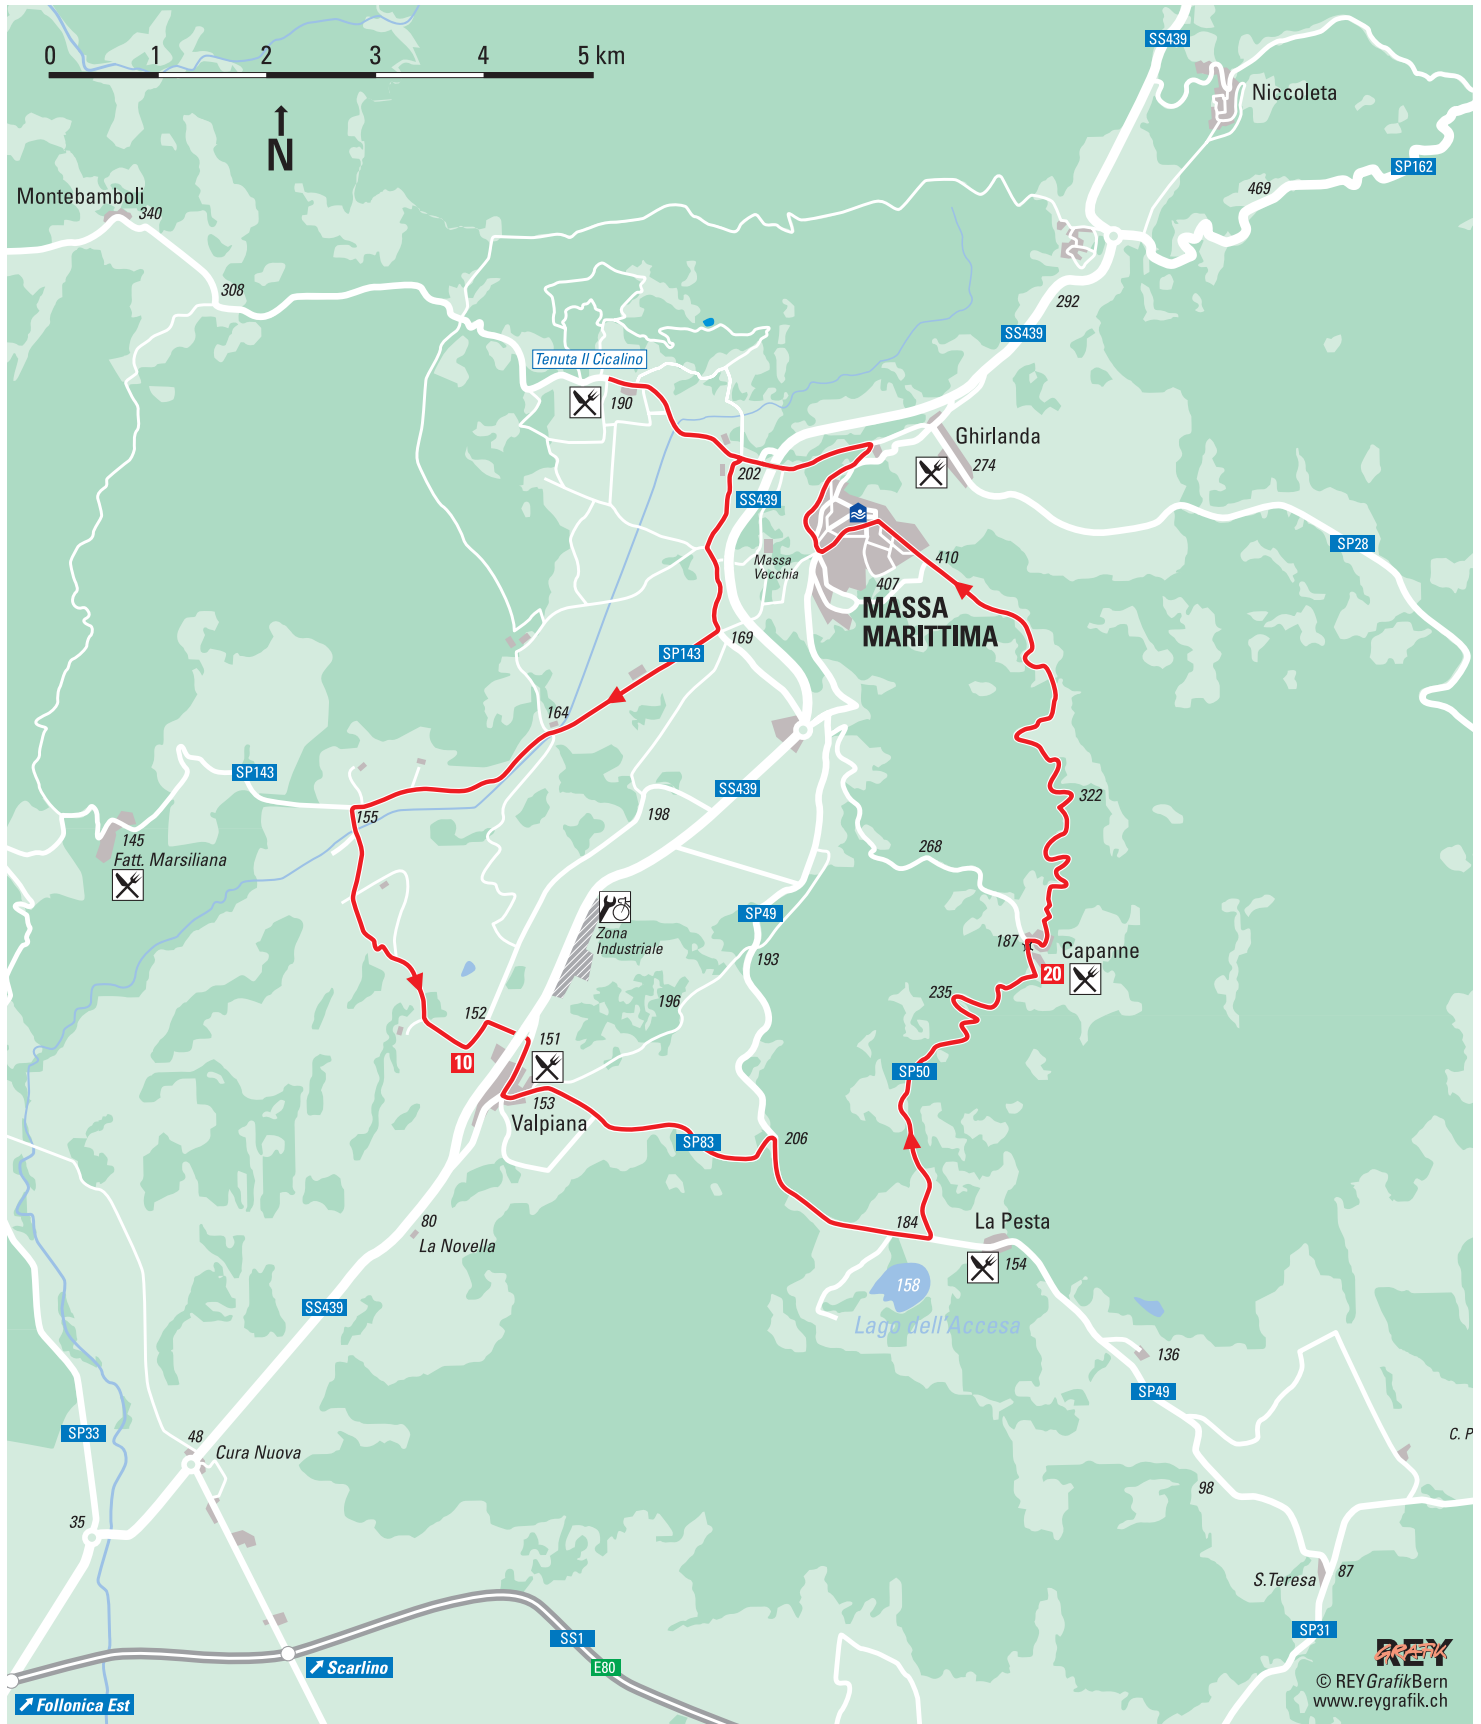 0 1 2 3 4 5 km
N
SS439
Niccoleta
SP162
469
Montebamboli
340
308
292
SS439
Tenuta Il Cicalino
190
Ghirlanda
274
202
SS439
SP28
Massa
Vecchia
410
407
MASSA
MARITTIMA
169
SP143
164
SP143
SS439
322
155
198
145
Fatt. Marsiliana
268
SP49
Zona
Industriale
187
Capanne
193
20
196
235
152
151
10
SP50
153
Valpiana
SP83
206
80
La Novella
184
La Pesta
154
158
SS439
Lago dell'Accesa
136
SP49
SP33
48
Cura Nuova
C. P
98
35
S.Teresa
87
SS1
SP31
E80
Scarlino
REY
GRAFIK
© REYGrafikBern
www.reygrafik.ch
Follonica Est